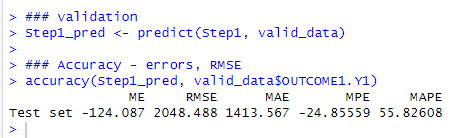 > ### validation
> Step1_pred <- predict(Step1, valid_data)
>
> ### Accuracy - errors, RMSE
> accuracy(Step1_pred, valid_data$OUTCOME1.Y1)
ME RMSE MAE MPE MAPE
Test set -124.087 2048.488 1413.567 -24.85559 55.82608
>